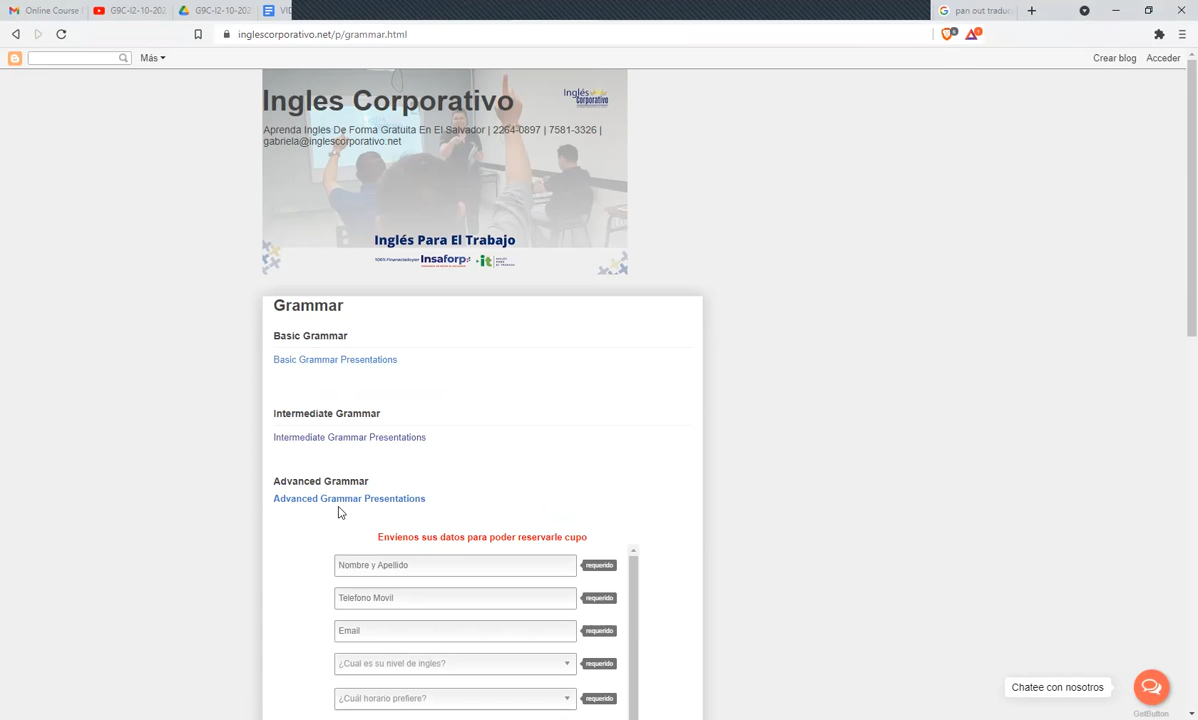 Online Course
G9C-I2-10-202
G9C-I2-10-202
VID
pan out traduc
inglescorporativo.net/p/grammar.html
Más
Crear blog
Acceder
Ingles Corporativo
Inglés
Corporativo
Aprenda Ingles De Forma Gratuita En El Salvador | 2264-0897 | 7581-3326 |
gabriela@inglescorporativo.net
Inglés Para El Trabajo
Insaforp
Grammar
Basic Grammar
Basic Grammar Presentations
Intermediate Grammar
Intermediate Grammar Presentations
Advanced Grammar
Advanced Grammar Presentations
Envienos sus datos para poder reservarle cupo
Nombre y Apellido requerido
Telefono Movil requerido
Email requerido
¿Cual es su nivel de ingles? requerido
¿Cuál horario prefiere? requerido
Chatee con nosotros
GetButton